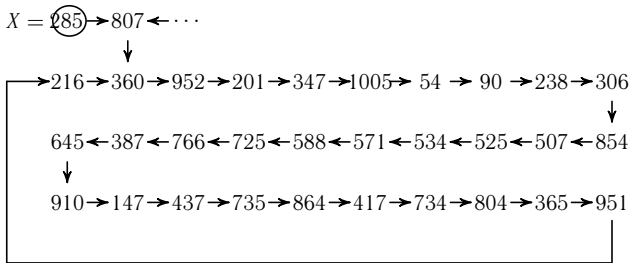 X = 285 → 807 ← ···
216 → 360 → 952 → 201 → 347 → 1005 → 54 → 90 → 238 → 306
645 ← 387 ← 766 ← 725 ← 588 ← 571 ← 534 ← 525 ← 507 ← 854
910 → 147 → 437 → 735 → 864 → 417 → 734 → 804 → 365 → 951